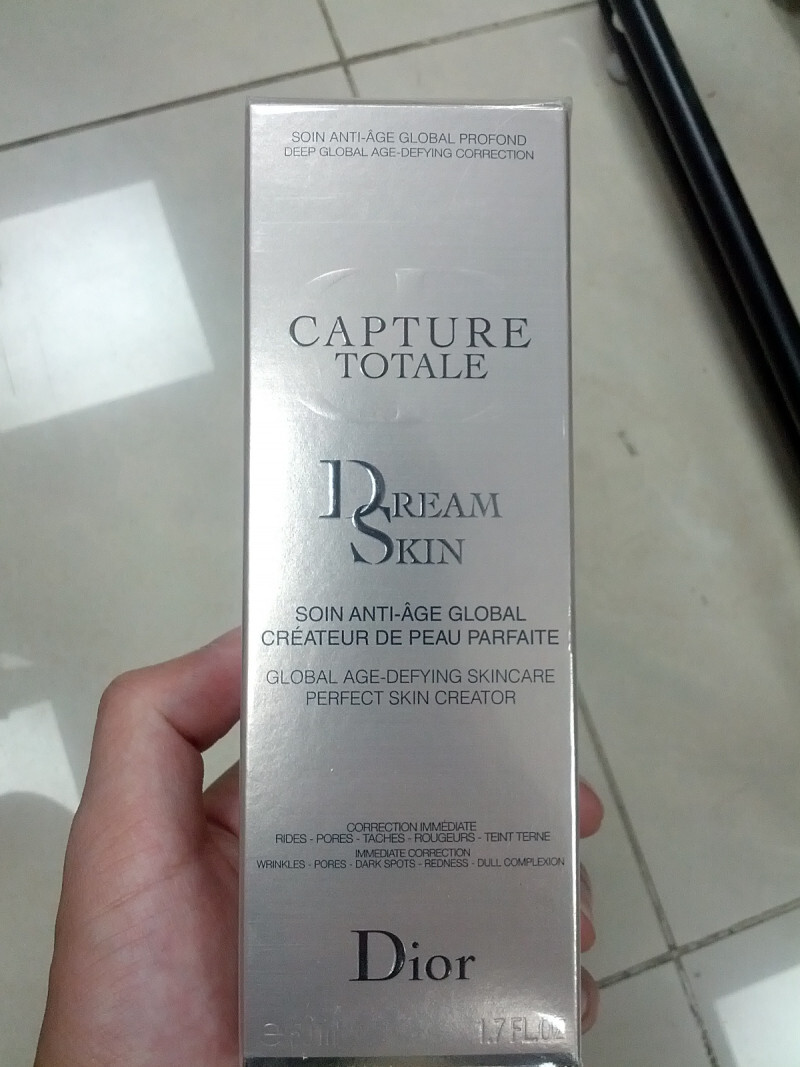 SOIN ANTI-ÂGE GLOBAL PROFOND
DEEP GLOBAL AGE-DEFYING CORRECTION
CAPTURE
TOTALE
DREAM
SKIN
SOIN ANTI-ÂGE GLOBAL
CRÉATEUR DE PEAU PARFAITE
GLOBAL AGE-DEFYING SKINCARE
PERFECT SKIN CREATOR
CORRECTION IMMÉDIATE
RIDES - PORES - TACHES - ROUGEURS - TEINT TERNE
IMMEDIATE CORRECTION
WRINKLES - PORES - DARK SPOTS - REDNESS - DULL COMPLEXION
Dior
1.7 FL.OZ